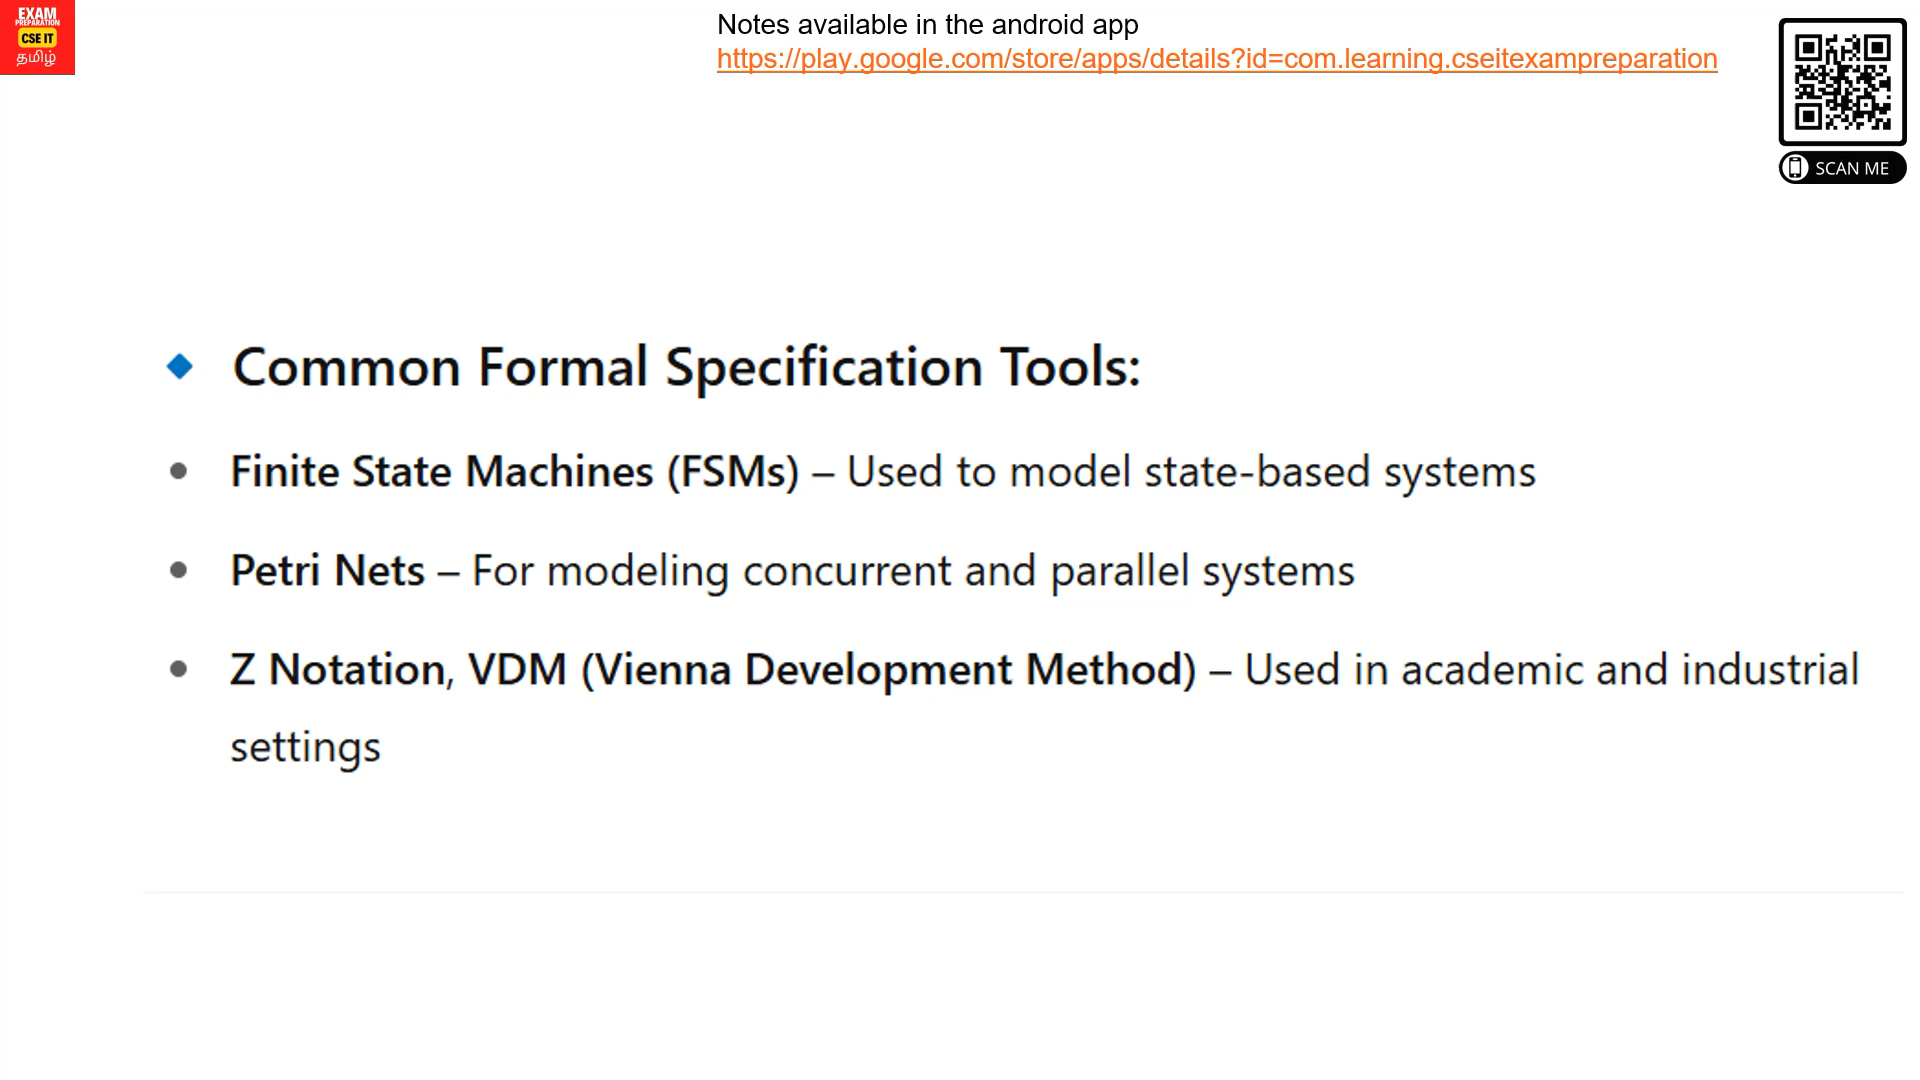 EXAM
PREPARATION
CSE IT
தமிழ்
Notes available in the android app
https://play.google.com/store/apps/details?id=com.learning.cseitexampreparation
SCAN ME
Common Formal Specification Tools:
Finite State Machines (FSMs) – Used to model state-based systems
Petri Nets – For modeling concurrent and parallel systems
Z Notation, VDM (Vienna Development Method) – Used in academic and industrial
settings